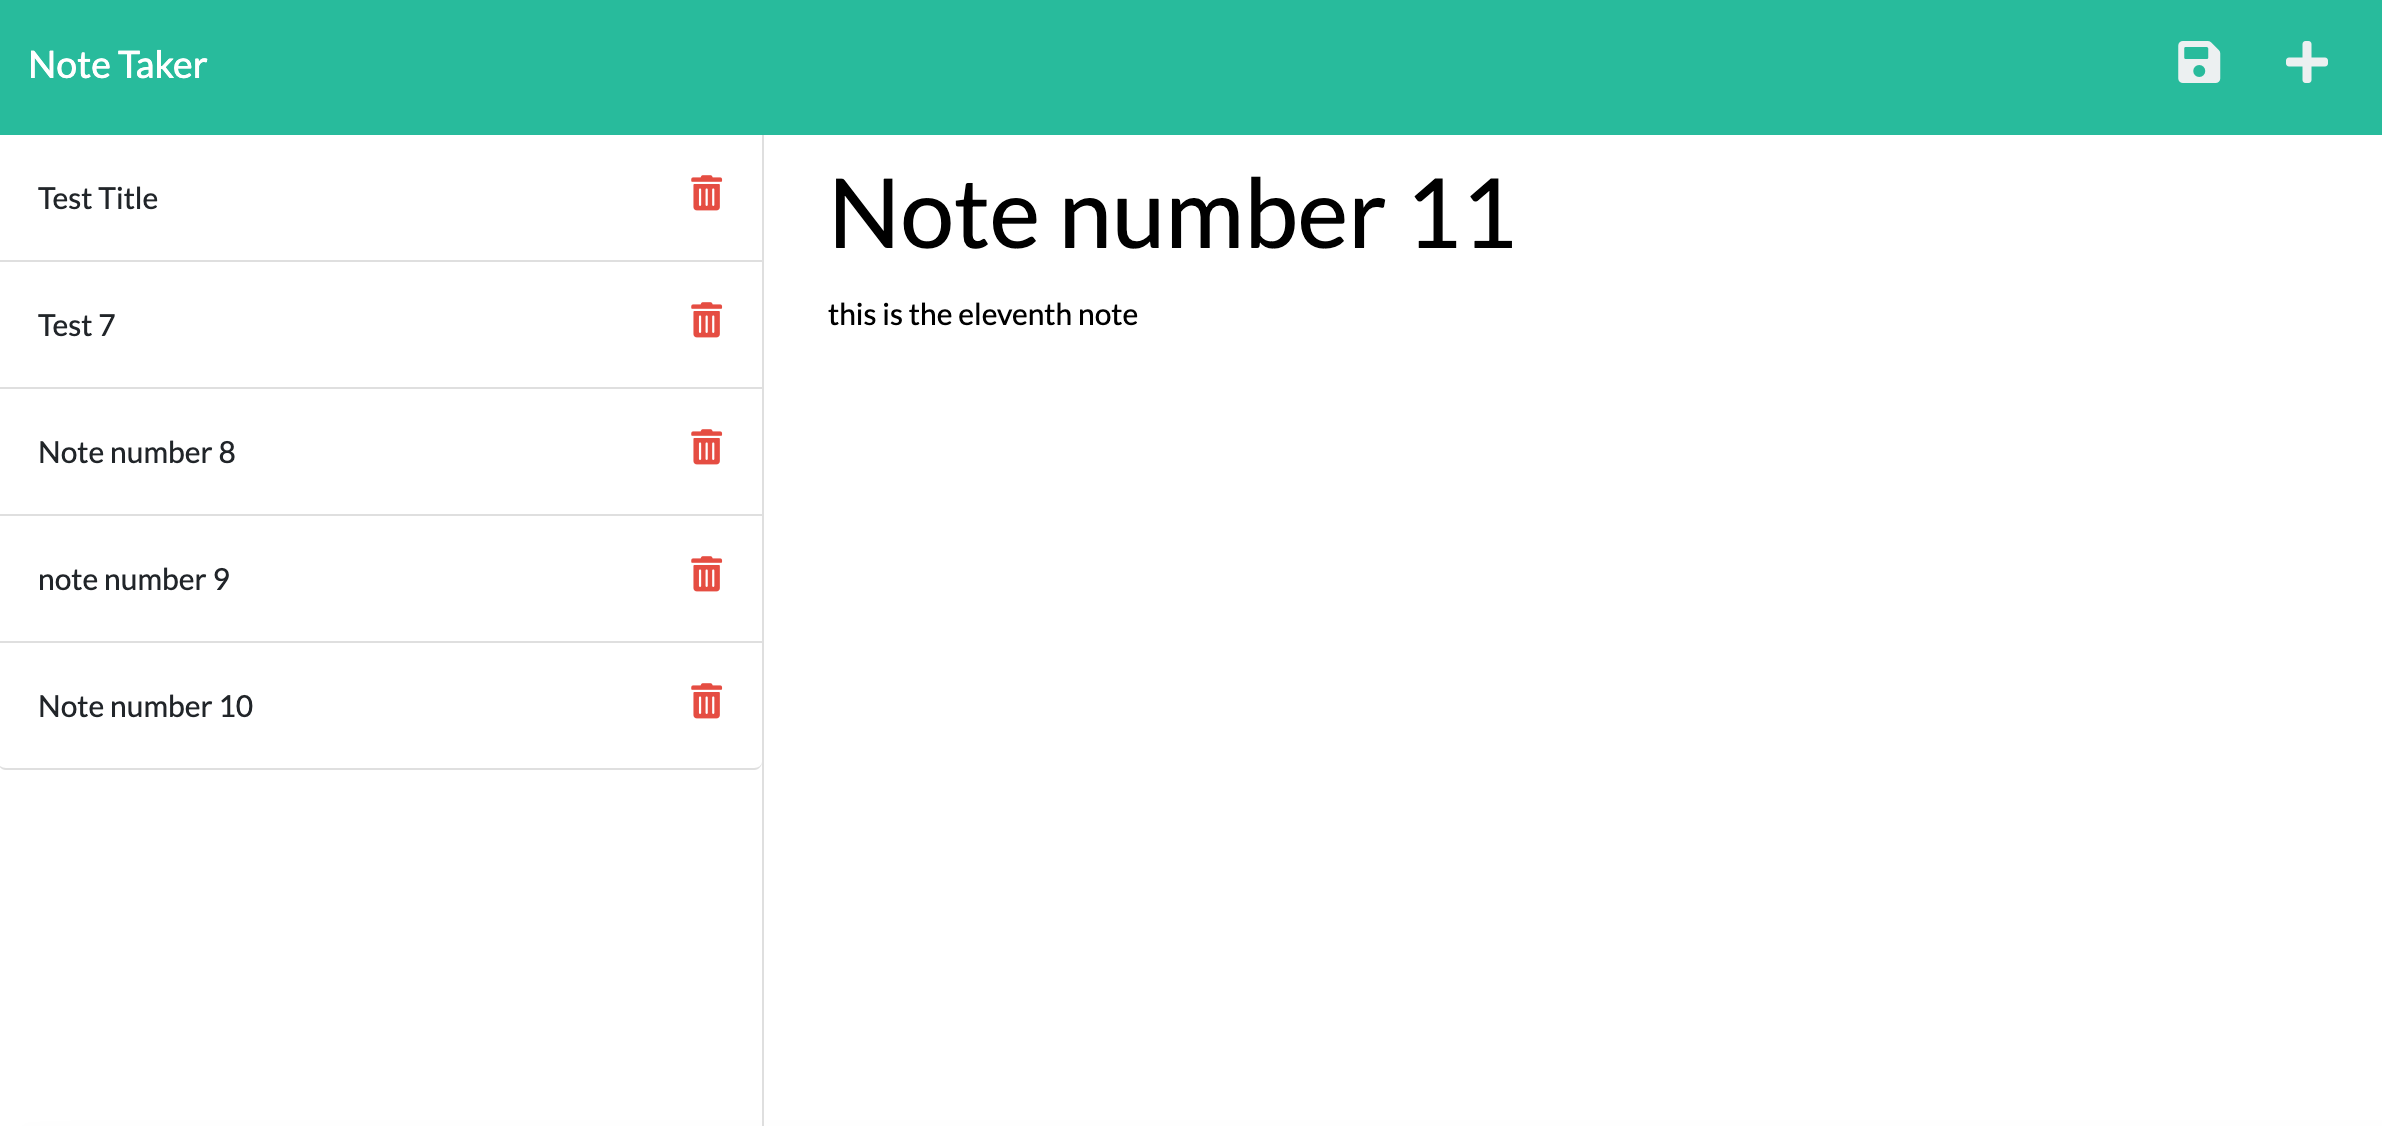 Note Taker
Test Title
Test 7
Note number 8
note number 9
Note number 10
Note number 11
this is the eleventh note